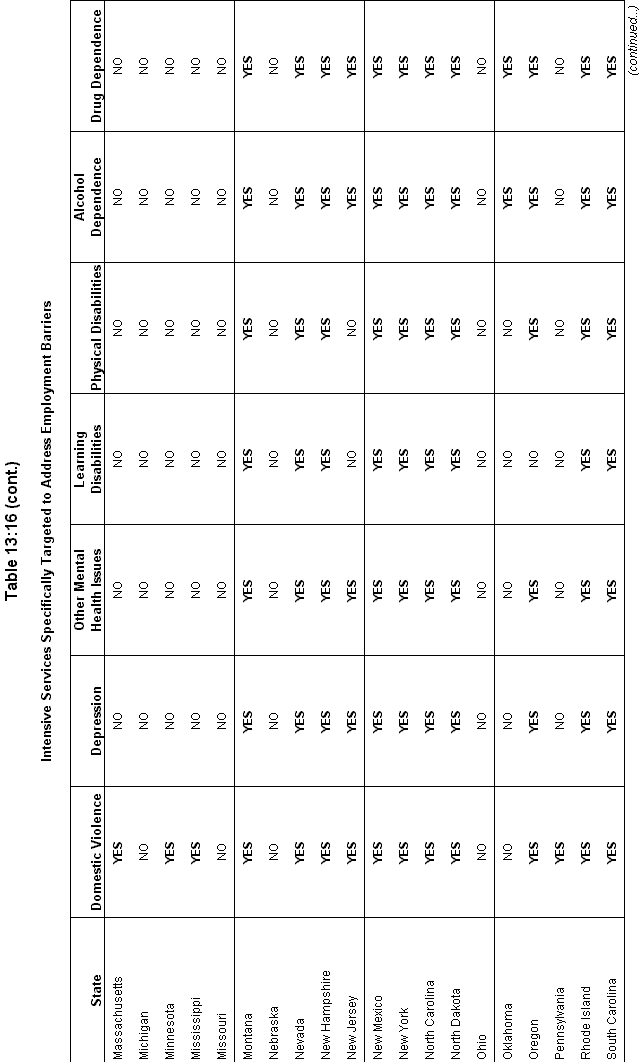 Table 13:16 (cont.)
Intensive Services Specifically Targeted to Address Employment Barriers
State Domestic Violence Depression Other Mental Health Issues Learning Disabilities Physical Disabilities Alcohol Dependence Drug Dependence
Massachusetts YES NO NO NO NO NO NO
Michigan NO NO NO NO NO NO NO
Minnesota YES NO NO NO NO NO NO
Mississippi YES NO NO NO NO NO NO
Missouri NO NO NO NO NO NO NO
Montana YES YES YES YES YES YES YES
Nebraska NO NO NO NO NO NO NO
Nevada YES YES YES YES YES YES YES
New Hampshire YES YES YES YES YES YES YES
New Jersey YES YES YES NO NO YES YES
New Mexico YES YES YES YES YES YES YES
New York YES YES YES YES YES YES YES
North Carolina YES YES YES YES YES YES YES
North Dakota YES YES YES YES YES YES YES
Ohio NO NO NO NO NO NO NO
Oklahoma NO NO NO NO NO YES YES
Oregon YES YES YES NO YES YES YES
Pennsylvania YES NO NO NO NO NO NO
Rhode Island YES YES YES YES YES YES YES
South Carolina YES YES YES YES YES YES YES
(continued..)